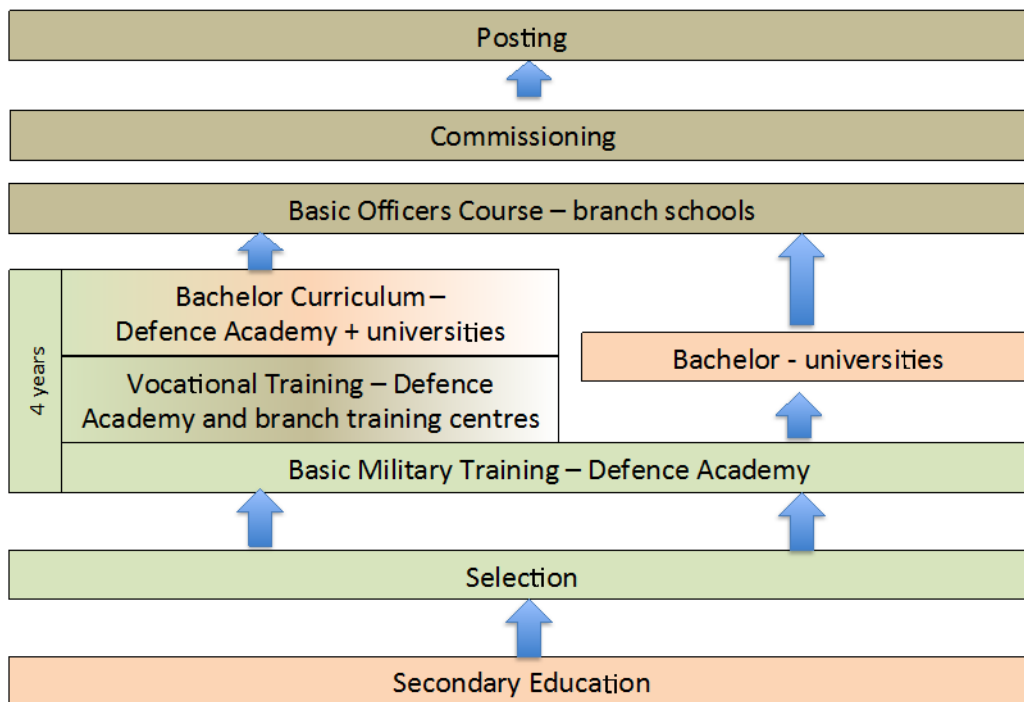 Posting
Commissioning
Basic Officers Course – branch schools
4 years
Bachelor Curriculum –
Defence Academy + universities
Bachelor - universities
Vocational Training – Defence
Academy and branch training centres
Basic Military Training – Defence Academy
Selection
Secondary Education